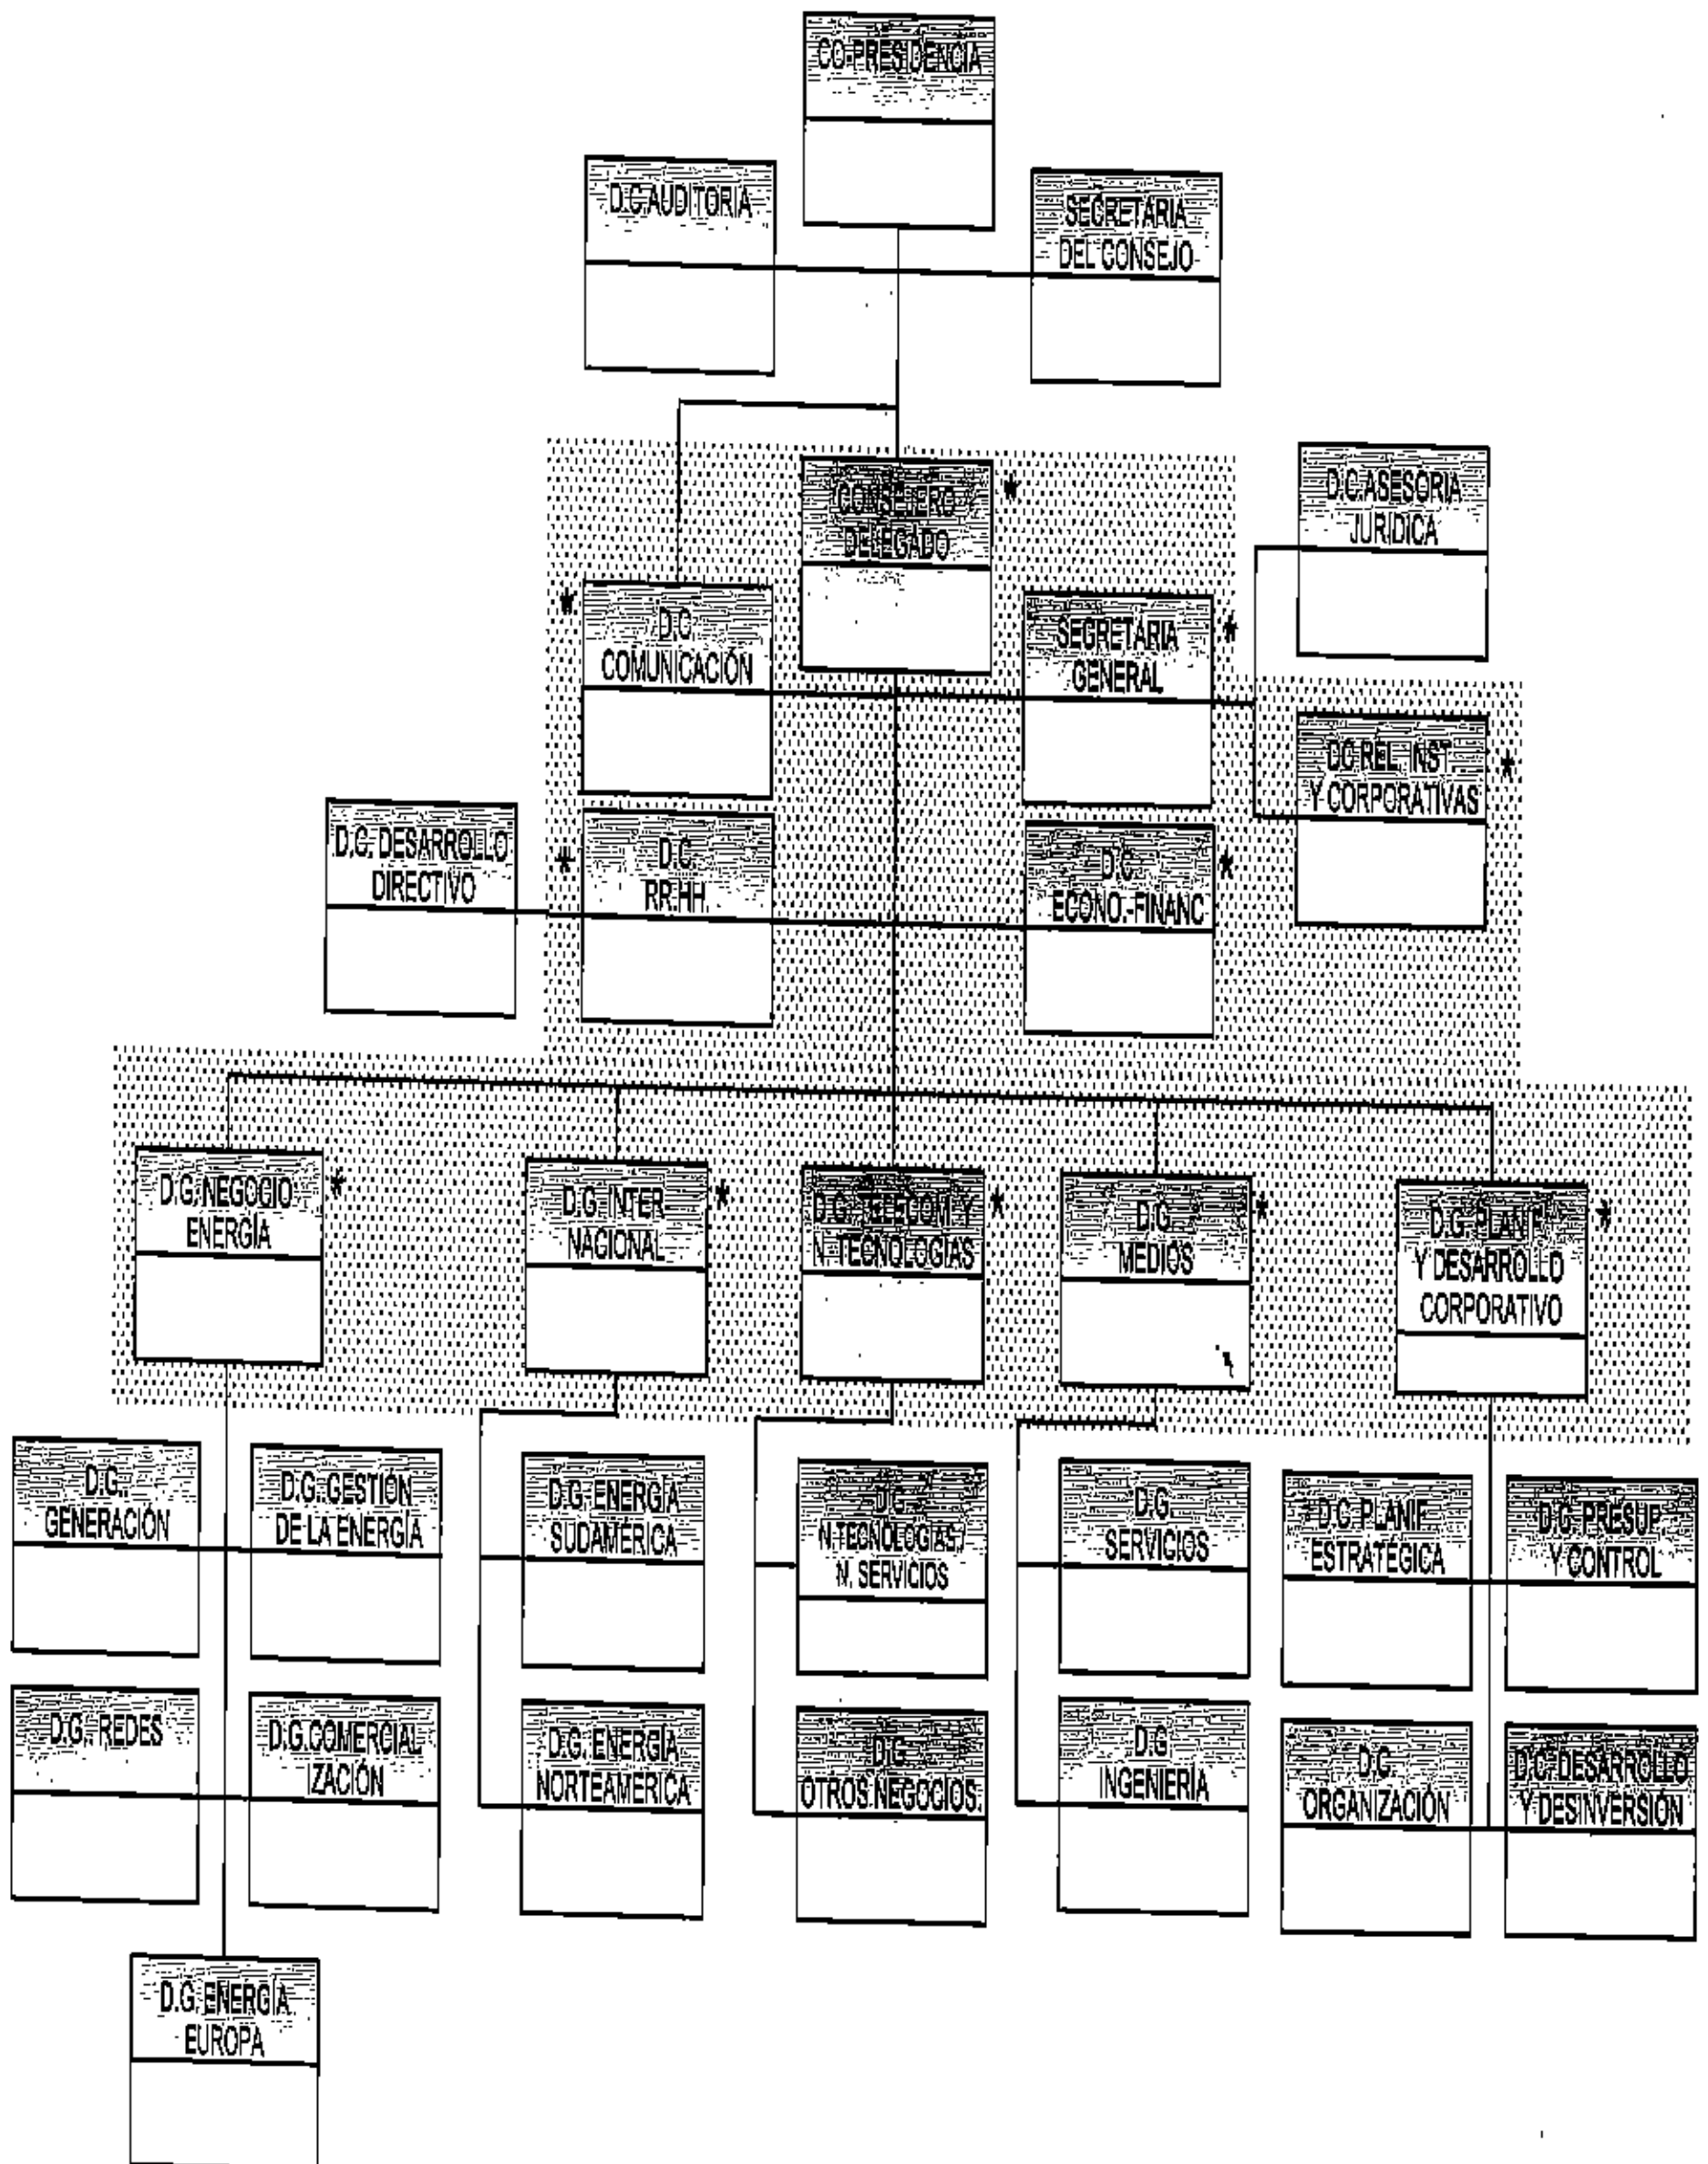 CO-PRESIDENCIA
D.C. AUDITORIA
SECRETARIA
DEL CONSEJO
CONSEJERO
DELEGADO
*
D.C. ASESORIA
JURIDICA
*
D.C.
COMUNICACIÓN
SECRETARIA
GENERAL
*
DC REL. INST.
Y CORPORATIVAS
*
D.C. DESARROLLO
DIRECTIVO
*
D.C.
RR.HH.
D.C.
ECONO.-FINANC
*
D.G. NEGOCIO
ENERGÍA
*
D.G. INTER
NACIONAL
*
D.G. TELECOM Y
N. TECNOLOGIAS
*
D.G.
MEDIOS
*
D.G. PLANIF.
Y DESARROLLO
CORPORATIVO
*
D.G.
GENERACIÓN
D.G. GESTIÓN
DE LA ENERGÍA
D.G. ENERGÍA
SUDAMÉRICA
D.G.
N.TECNOLOGIAS/
N. SERVICIOS
D.G.
SERVICIOS
D.C. PLANIF.
ESTRATÉGICA
D.C. PRESUP.
Y CONTROL
D.G. REDES
D.G.COMERCIAL
IZACIÓN
D.G. ENERGÍA
NORTEAMÉRICA
D.G.
OTROS NEGOCIOS.
D.G.
INGENIERÍA
D.C.
ORGANIZACIÓN
D.C. DESARROLLO
Y DESINVERSIÓN
D.G. ENERGÍA
EUROPA